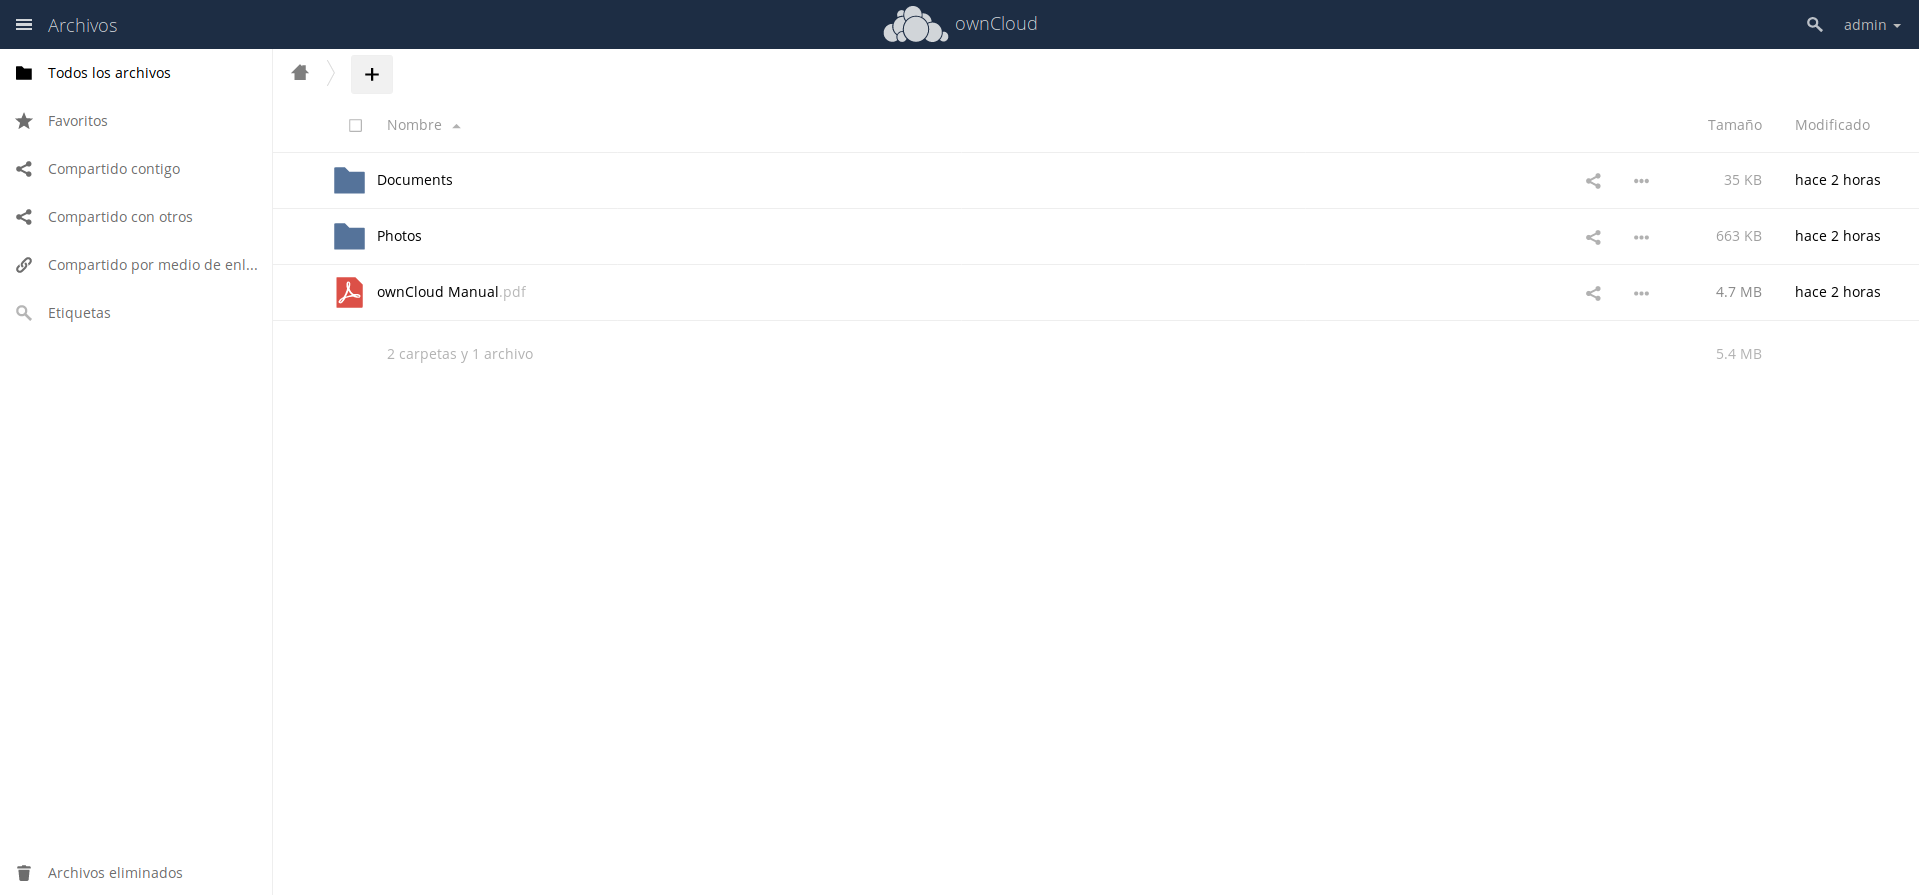 Archivos
ownCloud
admin
Todos los archivos
Favoritos
Compartido contigo
Compartido con otros
Compartido por medio de enl...
Etiquetas
Archivos eliminados
+
Nombre Tamaño Modificado
Documents 35 KB hace 2 horas
Photos 663 KB hace 2 horas
ownCloud Manual.pdf 4.7 MB hace 2 horas
2 carpetas y 1 archivo 5.4 MB